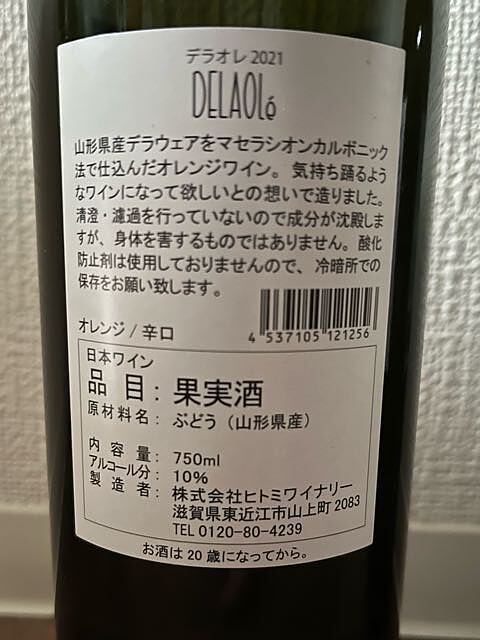 デラオレ 2021
DELAOLé
山形県産デラウェアをマセラシオンカルボニック
法で仕込んだオレンジワイン。 気持ち踊るよう
なワインになって欲しいとの想いで造りました。
清澄・濾過を行っていないので成分が沈殿しま
すが、身体を害するものではありません。 酸化
防止剤は使用しておりませんので、 冷暗所での
保存をお願い致します。
4 537105 121256
オレンジ / 辛口
日本ワイン
品 目 : 果実酒
原材料名 : ぶどう (山形県産)
内 容 量 : 750ml
アルコール分 : 10%
製 造 者 : 株式会社ヒトミワイナリー
滋賀県東近江市山上町 2083
TEL 0120-80-4239
お酒は 20 歳になってから。